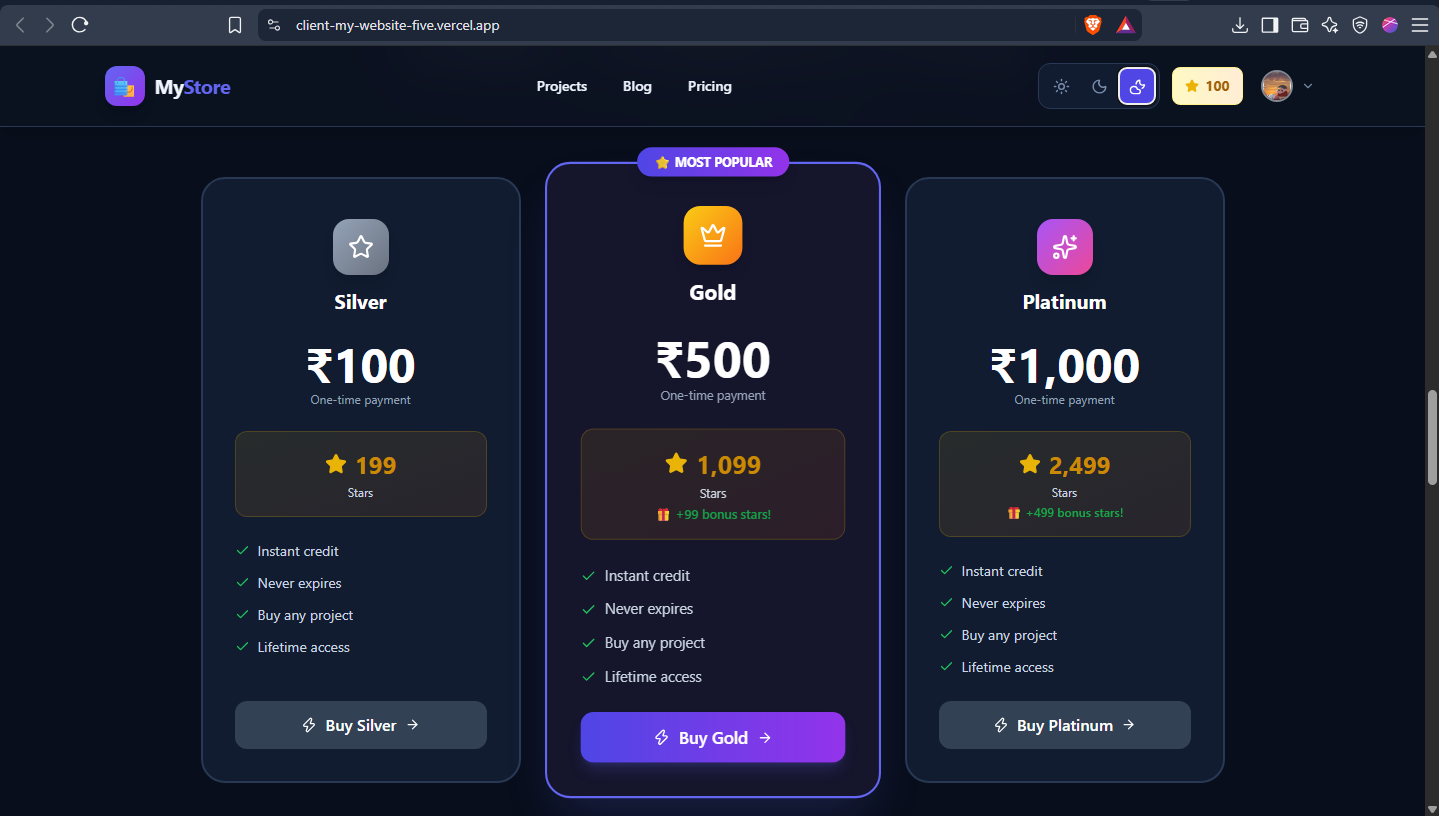 client-my-website-five.vercel.app
MyStore
Projects
Blog
Pricing
100
Silver
₹100
One-time payment
199
Stars
Instant credit
Never expires
Buy any project
Lifetime access
Buy Silver
MOST POPULAR
Gold
₹500
One-time payment
1,099
Stars
+99 bonus stars!
Instant credit
Never expires
Buy any project
Lifetime access
Buy Gold
Platinum
₹1,000
One-time payment
2,499
Stars
+499 bonus stars!
Instant credit
Never expires
Buy any project
Lifetime access
Buy Platinum